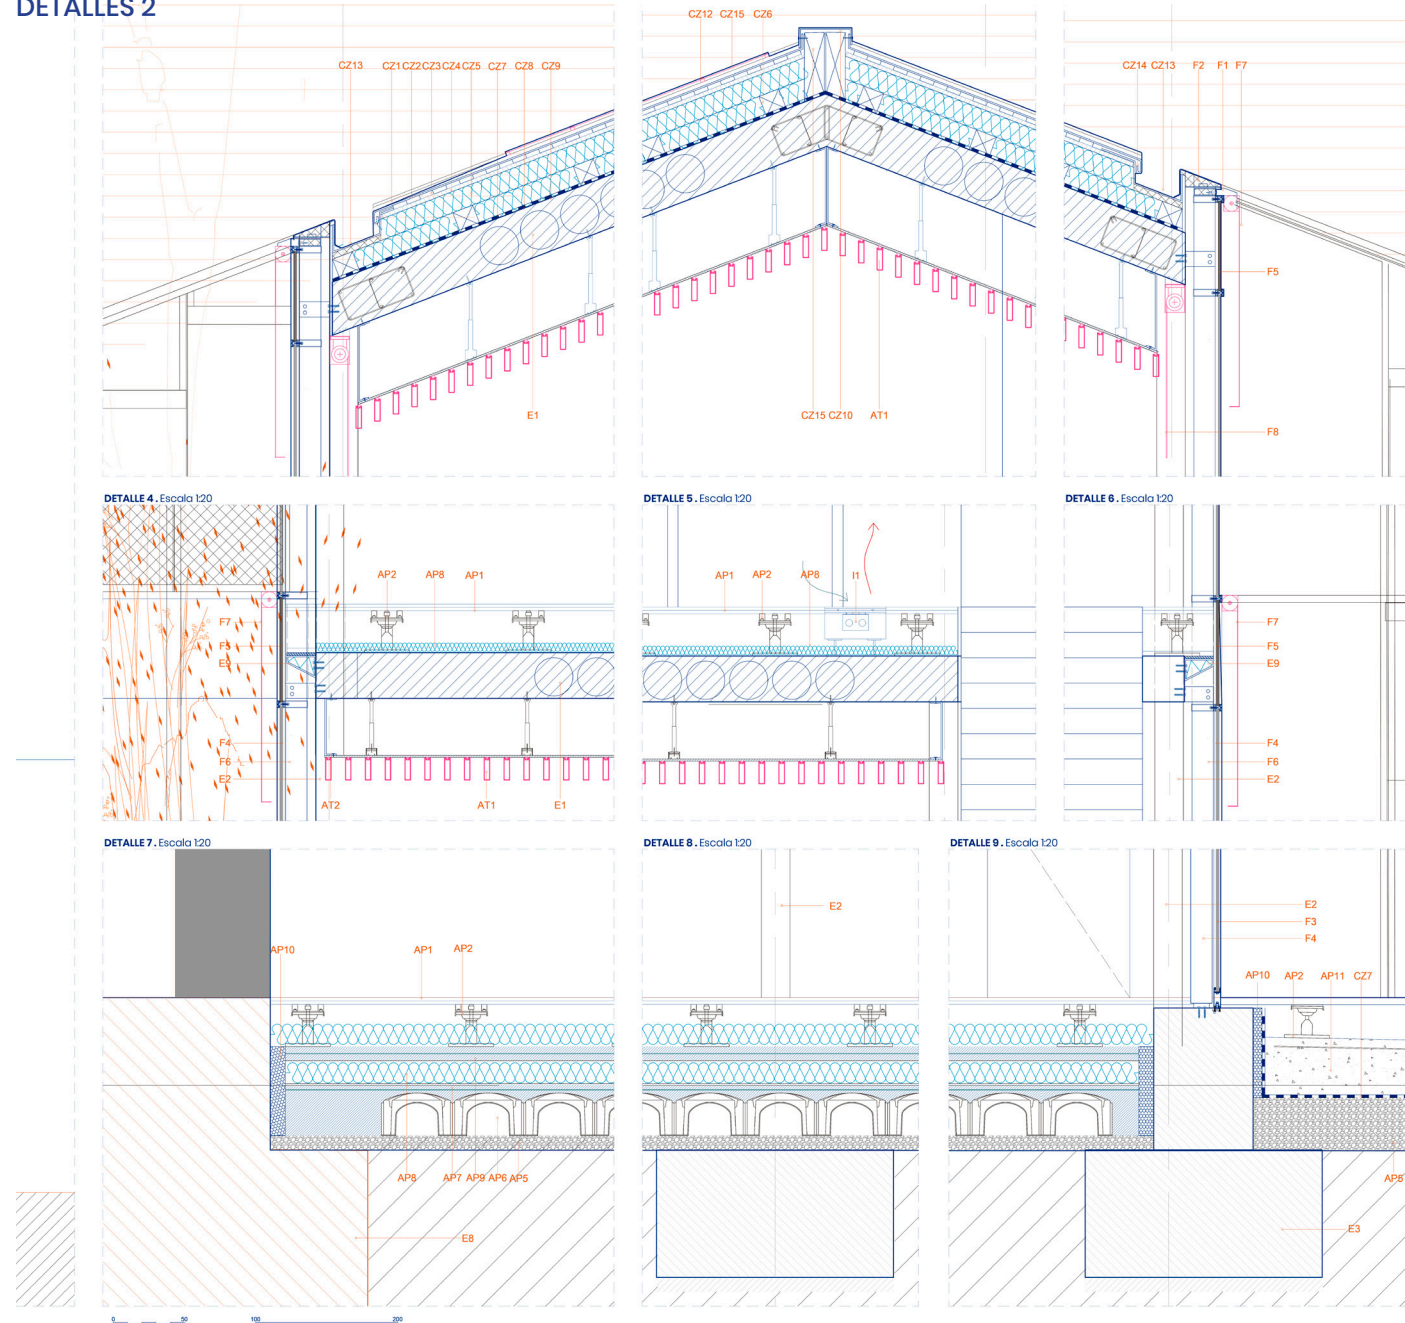 DETALLES 2
CZ12 CZ15 CZ6
CZ13 CZ1 CZ2 CZ3 CZ4 CZ5 CZ7 CZ8 CZ9
CZ14 CZ13 F2 F1 F7
F5
E1
CZ15 CZ10 AT1
F8
DETALLE 4 . Escala 1:20
DETALLE 5 . Escala 1:20
DETALLE 6 . Escala 1:20
AP2 AP8 AP1
AP1 AP2 AP8 I1
F7
F5
E9
F4
F6
E2
AT2 AT1 E1
F7
F5
E9
F4
F6
E2
DETALLE 7 . Escala 1:20
DETALLE 8 . Escala 1:20
DETALLE 9 . Escala 1:20
AP10 AP1 AP2
AP8 AP7 AP9 AP6 AP5
E8
E2
E2
F3
F4
AP10 AP2 AP11 CZ7
AP5
E3
0 50 100 200